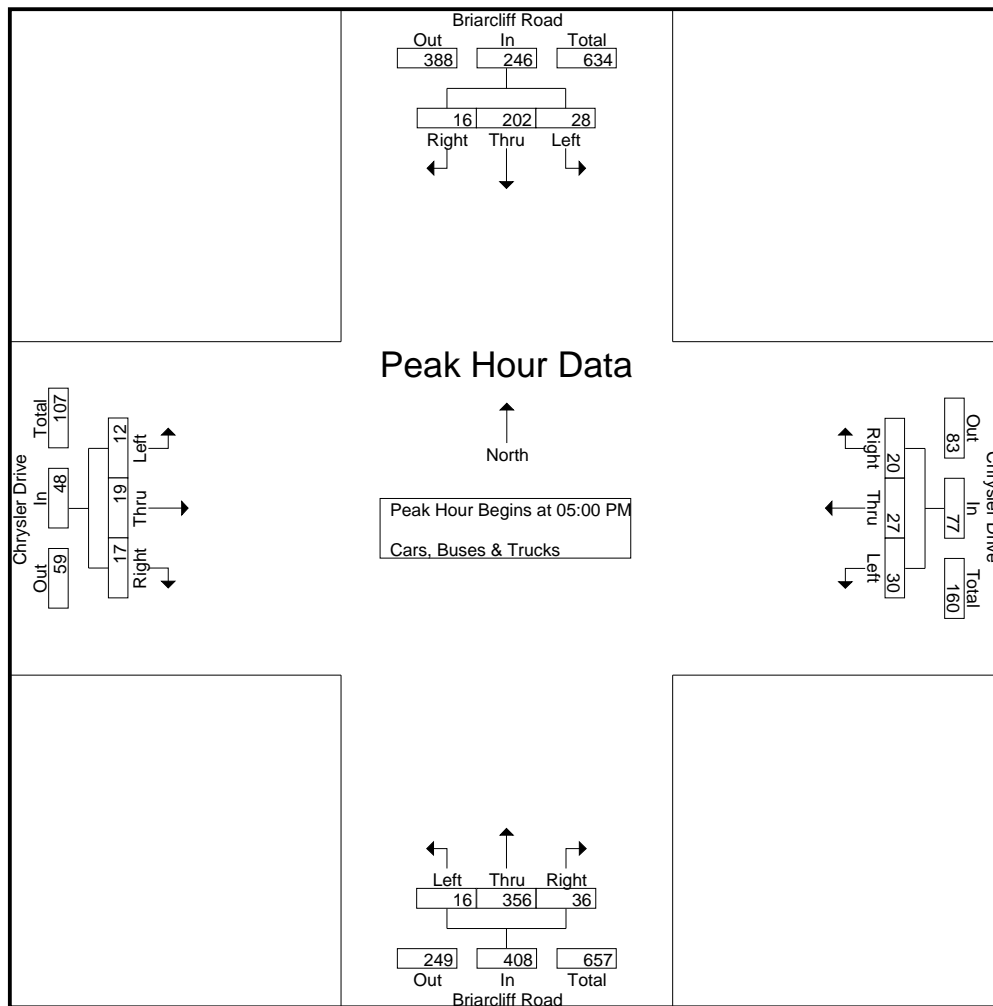 Briarcliff Road
Out In Total
388 246 634
16 202 28
Right Thru Left
Peak Hour Data
North
Peak Hour Begins at 05:00 PM
Cars, Buses & Trucks
Chrysler Drive
Out In Total
59 48 107
Right Thru Left
17 19 12
Chrysler Drive
Out In Total
83 77 160
Right Thru Left
20 27 30
Left Thru Right
16 356 36
249 408 657
Out In Total
Briarcliff Road